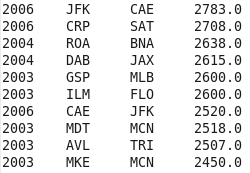 2006 JFK CAE 2783.0
2006 CRP SAT 2708.0
2004 ROA BNA 2638.0
2004 DAB JAX 2615.0
2003 GSP MLB 2600.0
2003 ILM FLO 2600.0
2006 CAE JFK 2520.0
2003 MDT MCN 2518.0
2003 AVL TRI 2507.0
2003 MKE MCN 2450.0